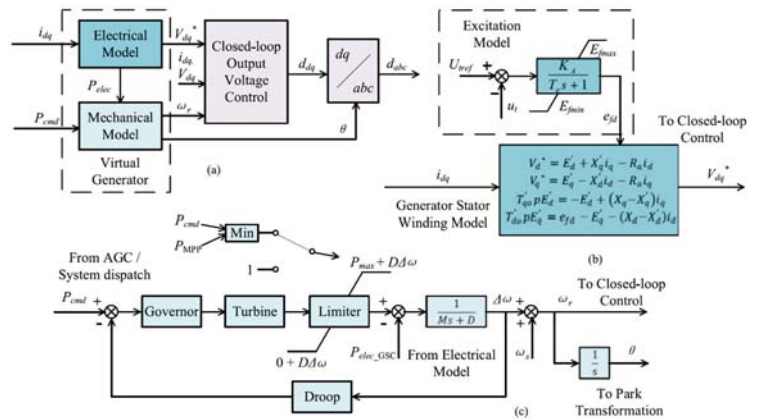 i_dq
Electrical
Model
V_dq*
i_dq
V_dq
Closed-loop
Output
Voltage
Control
d_dq
dq
abc
d_abc
P_elec
P_cmd
Mechanical
Model
ω_r
θ
Virtual
Generator
(a)
Excitation
Model
U_tref
+
-
u_t
K_A
T_e s + 1
E_fmax
E_fmin
e_fd
To Closed-loop
Control
i_dq
Generator Stator
Winding Model
V_d* = E'_d + X'_q i_q − R_a i_d
V_q* = E'_q − X'_d i_d − R_a i_q
T'_qo pE'_d = −E'_d + (X_q−X'_q)i_q
T'_do pE'_q = e_fd − E'_q − (X_d−X'_d)i_d
V_dq*
(b)
P_cmd
P_MPP
Min
1
From AGC /
System dispatch
P_cmd
+
-
Governor
Turbine
Limiter
P_max + DΔω
0 + DΔω
+
-
P_elec_GSC
1
Ms + D
From Electrical
Model
Δω
+
+
ω_s
ω_r
To Closed-loop
Control
1
s
θ
To Park
Transformation
Droop
(c)